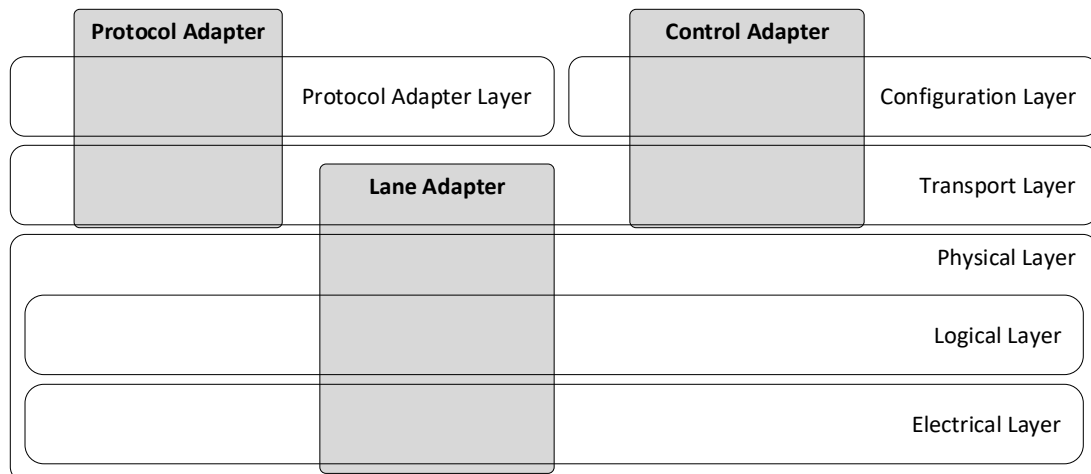 Protocol Adapter
Control Adapter
Protocol Adapter Layer
Configuration Layer
Lane Adapter
Transport Layer
Physical Layer
Logical Layer
Electrical Layer